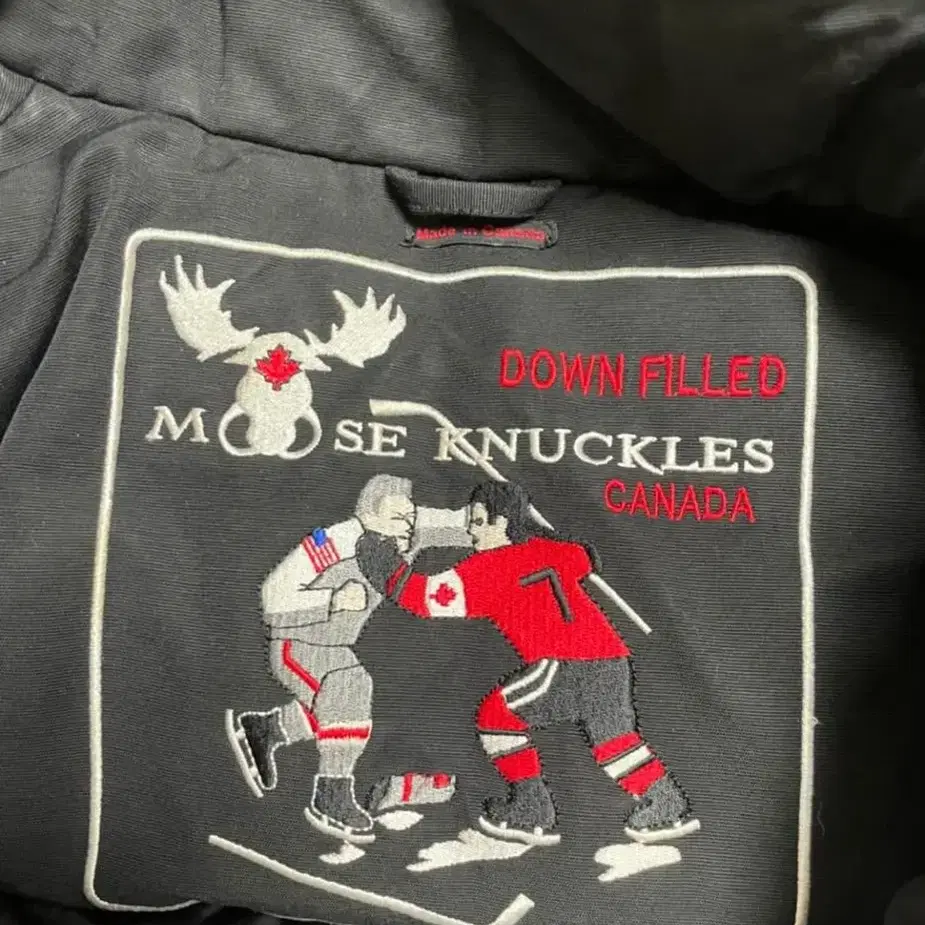 Made in Canada
DOWN FILLED
MOOSE KNUCKLES
CANADA
7